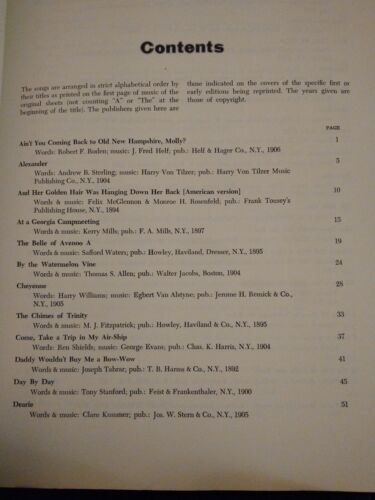 Contents
The songs are arranged in strict alphabetical order by
their titles as printed on the first page of music of the
original sheets (not counting "A" or "The" at the
beginning of the title). The publishers given here are
those indicated on the covers of the specific first or
early editions being reprinted. The years given are
those of copyright.
PAGE
Ain't You Coming Back to Old New Hampshire, Molly? 1
Words: Robert F. Roden; music: J. Fred Helf; pub.: Helf & Hager Co., N.Y., 1906
Alexander 5
Words: Andrew B. Sterling; music: Harry Von Tilzer; pub.: Harry Von Tilzer Music
Publishing Co., N.Y., 1904
And Her Golden Hair Was Hanging Down Her Back [American version] 10
Words & music: Felix McGlennon & Monroe H. Rosenfeld; pub.: Frank Tousey's
Publishing House, N.Y., 1894
At a Georgia Campmeeting 15
Words & music: Kerry Mills; pub.: F. A. Mills, N.Y., 1897
The Belle of Avenoo A 19
Words & music: Safford Waters; pub.: Howley, Haviland, Dresser, N.Y., 1895
By the Watermelon Vine 24
Words & music: Thomas S. Allen; pub.: Walter Jacobs, Boston, 1904
Cheyenne 28
Words: Harry Williams; music: Egbert Van Alstyne; pub.: Jerome H. Remick & Co.,
N.Y., 1905
The Chimes of Trinity 33
Words & music: M. J. Fitzpatrick; pub.: Howley, Haviland & Co., N.Y., 1895
Come, Take a Trip in My Air-Ship 37
Words: Ren Shields; music: George Evans; pub.: Chas. K. Harris, N.Y., 1904
Daddy Wouldn't Buy Me a Bow-Wow 41
Words & music: Joseph Tabrar; pub.: T. B. Harms & Co., N.Y., 1892
Day By Day 45
Words & music: Tony Stanford; pub.: Feist & Frankenthaler, N.Y., 1900
Dearie 51
Words & music: Clare Kummer; pub.: Jos. W. Stern & Co., N.Y., 1905